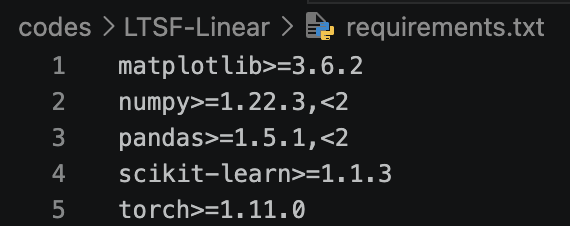 codes > LTSF-Linear > requirements.txt
1 matplotlib>=3.6.2
2 numpy>=1.22.3,<2
3 pandas>=1.5.1,<2
4 scikit-learn>=1.1.3
5 torch>=1.11.0